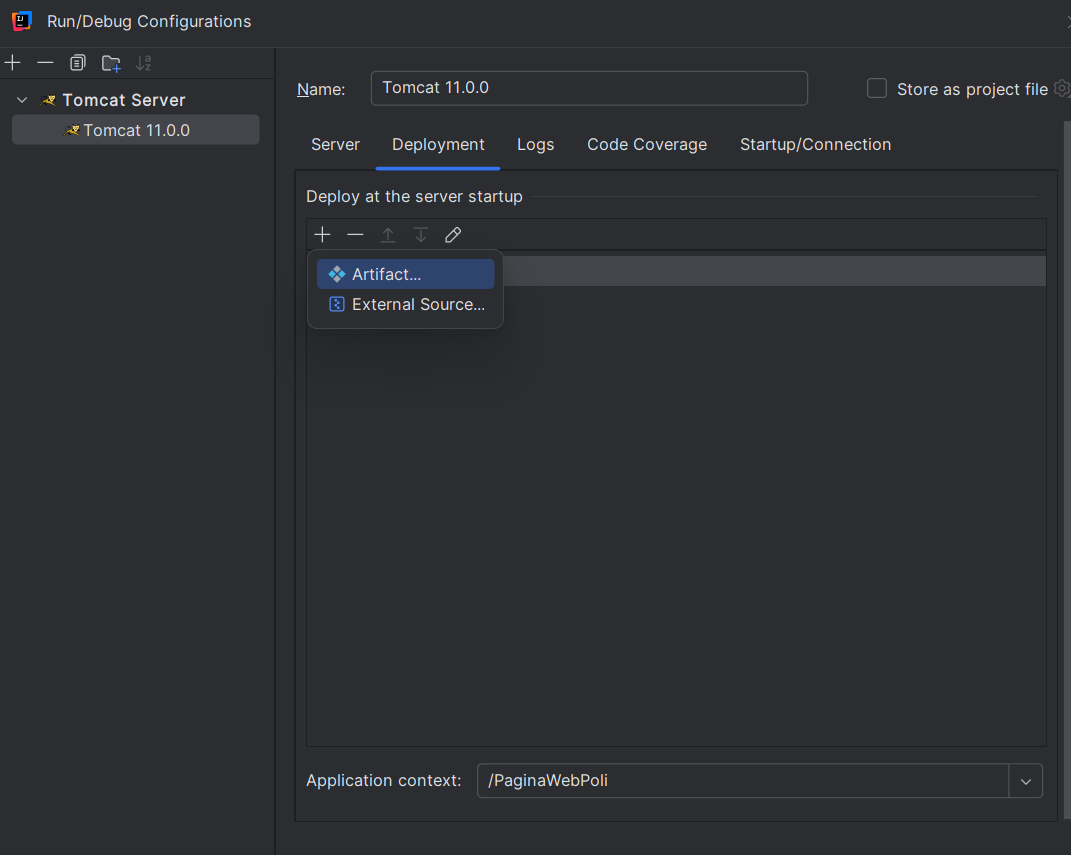 Run/Debug Configurations
Tomcat Server
Tomcat 11.0.0
Name:
Tomcat 11.0.0
Store as project file
Server
Deployment
Logs
Code Coverage
Startup/Connection
Deploy at the server startup
Artifact...
External Source...
Application context:
/PaginaWebPoli